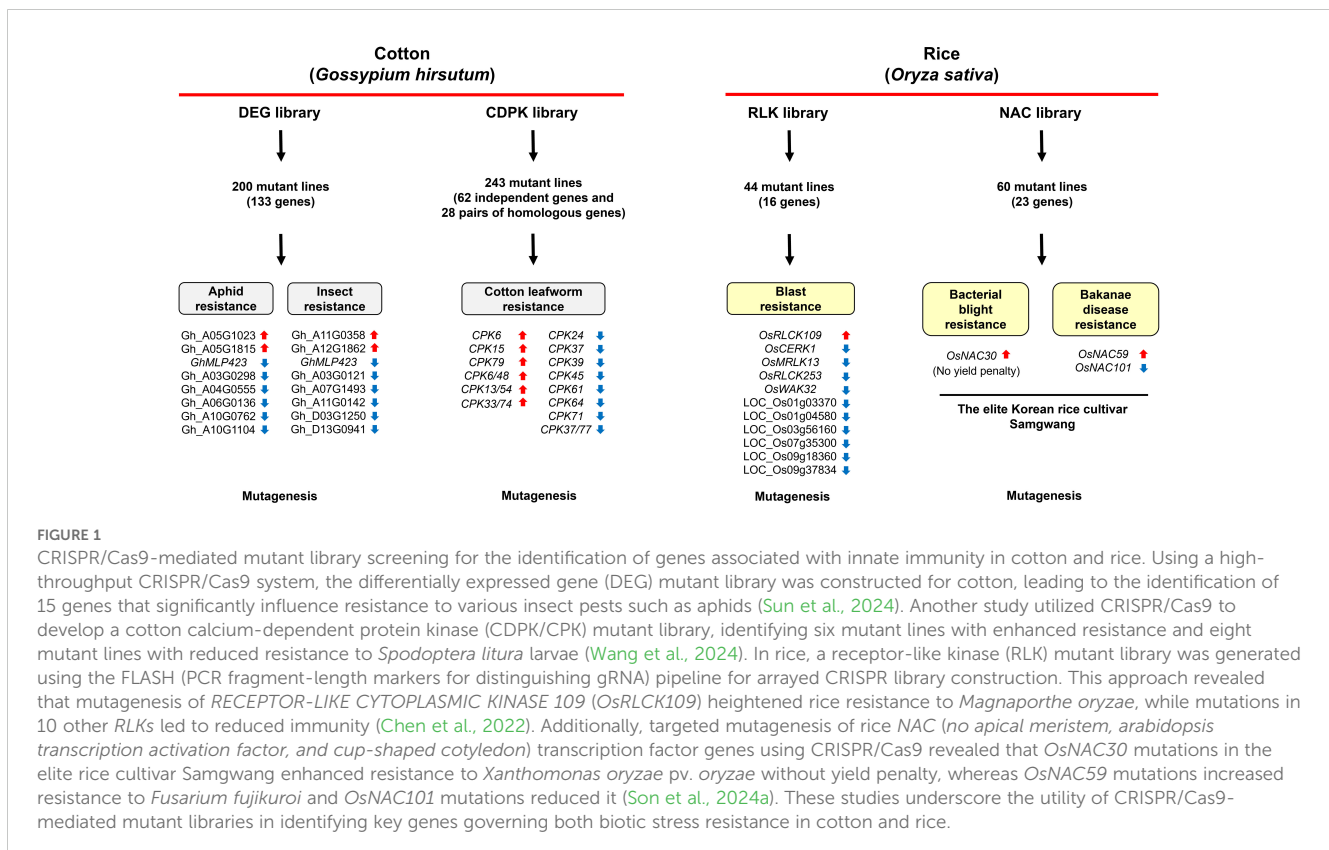 Cotton
(Gossypium hirsutum)
DEG library
CDPK library
200 mutant lines
(133 genes)
243 mutant lines
(62 independent genes and
28 pairs of homologous genes)
Aphid
resistance
Insect
resistance
Cotton leafworm
resistance
Gh_A05G1023
Gh_A05G1815
GhMLP423
Gh_A03G0298
Gh_A04G0555
Gh_A06G0136
Gh_A10G0762
Gh_A10G1104
Gh_A11G0358
Gh_A12G1862
GhMLP423
Gh_A03G0121
Gh_A07G1493
Gh_A11G0142
Gh_D03G1250
Gh_D13G0941
Mutagenesis
CPK6
CPK15
CPK79
CPK6/48
CPK13/54
CPK33/74
CPK24
CPK37
CPK39
CPK45
CPK61
CPK64
CPK71
CPK37/77
Mutagenesis
Rice
(Oryza sativa)
RLK library
NAC library
44 mutant lines
(16 genes)
60 mutant lines
(23 genes)
Blast
resistance
OsRLCK109
OsCERK1
OsMRLK13
OsRLCK253
OsWAK32
LOC_Os01g03370
LOC_Os01g04580
LOC_Os03g56160
LOC_Os07g35300
LOC_Os09g18360
LOC_Os09g37834
Mutagenesis
Bacterial
blight
resistance
OsNAC30
(No yield penalty)
Bakanae
disease
resistance
OsNAC59
OsNAC101
The elite Korean rice cultivar
Samgwang
Mutagenesis
FIGURE 1
CRISPR/Cas9-mediated mutant library screening for the identification of genes associated with innate immunity in cotton and rice. Using a high-
throughput CRISPR/Cas9 system, the differentially expressed gene (DEG) mutant library was constructed for cotton, leading to the identification of
15 genes that significantly influence resistance to various insect pests such as aphids (Sun et al., 2024). Another study utilized CRISPR/Cas9 to
develop a cotton calcium-dependent protein kinase (CDPK/CPK) mutant library, identifying six mutant lines with enhanced resistance and eight
mutant lines with reduced resistance to Spodoptera litura larvae (Wang et al., 2024). In rice, a receptor-like kinase (RLK) mutant library was generated
using the FLASH (PCR fragment-length markers for distinguishing gRNA) pipeline for arrayed CRISPR library construction. This approach revealed
that mutagenesis of RECEPTOR-LIKE CYTOPLASMIC KINASE 109 (OsRLCK109) heightened rice resistance to Magnaporthe oryzae, while mutations in
10 other RLKs led to reduced immunity (Chen et al., 2022). Additionally, targeted mutagenesis of rice NAC (no apical meristem, arabidopsis
transcription activation factor, and cup-shaped cotyledon) transcription factor genes using CRISPR/Cas9 revealed that OsNAC30 mutations in the
elite rice cultivar Samgwang enhanced resistance to Xanthomonas oryzae pv. oryzae without yield penalty, whereas OsNAC59 mutations increased
resistance to Fusarium fujikuroi and OsNAC101 mutations reduced it (Son et al., 2024a). These studies underscore the utility of CRISPR/Cas9-
mediated mutant libraries in identifying key genes governing both biotic stress resistance in cotton and rice.